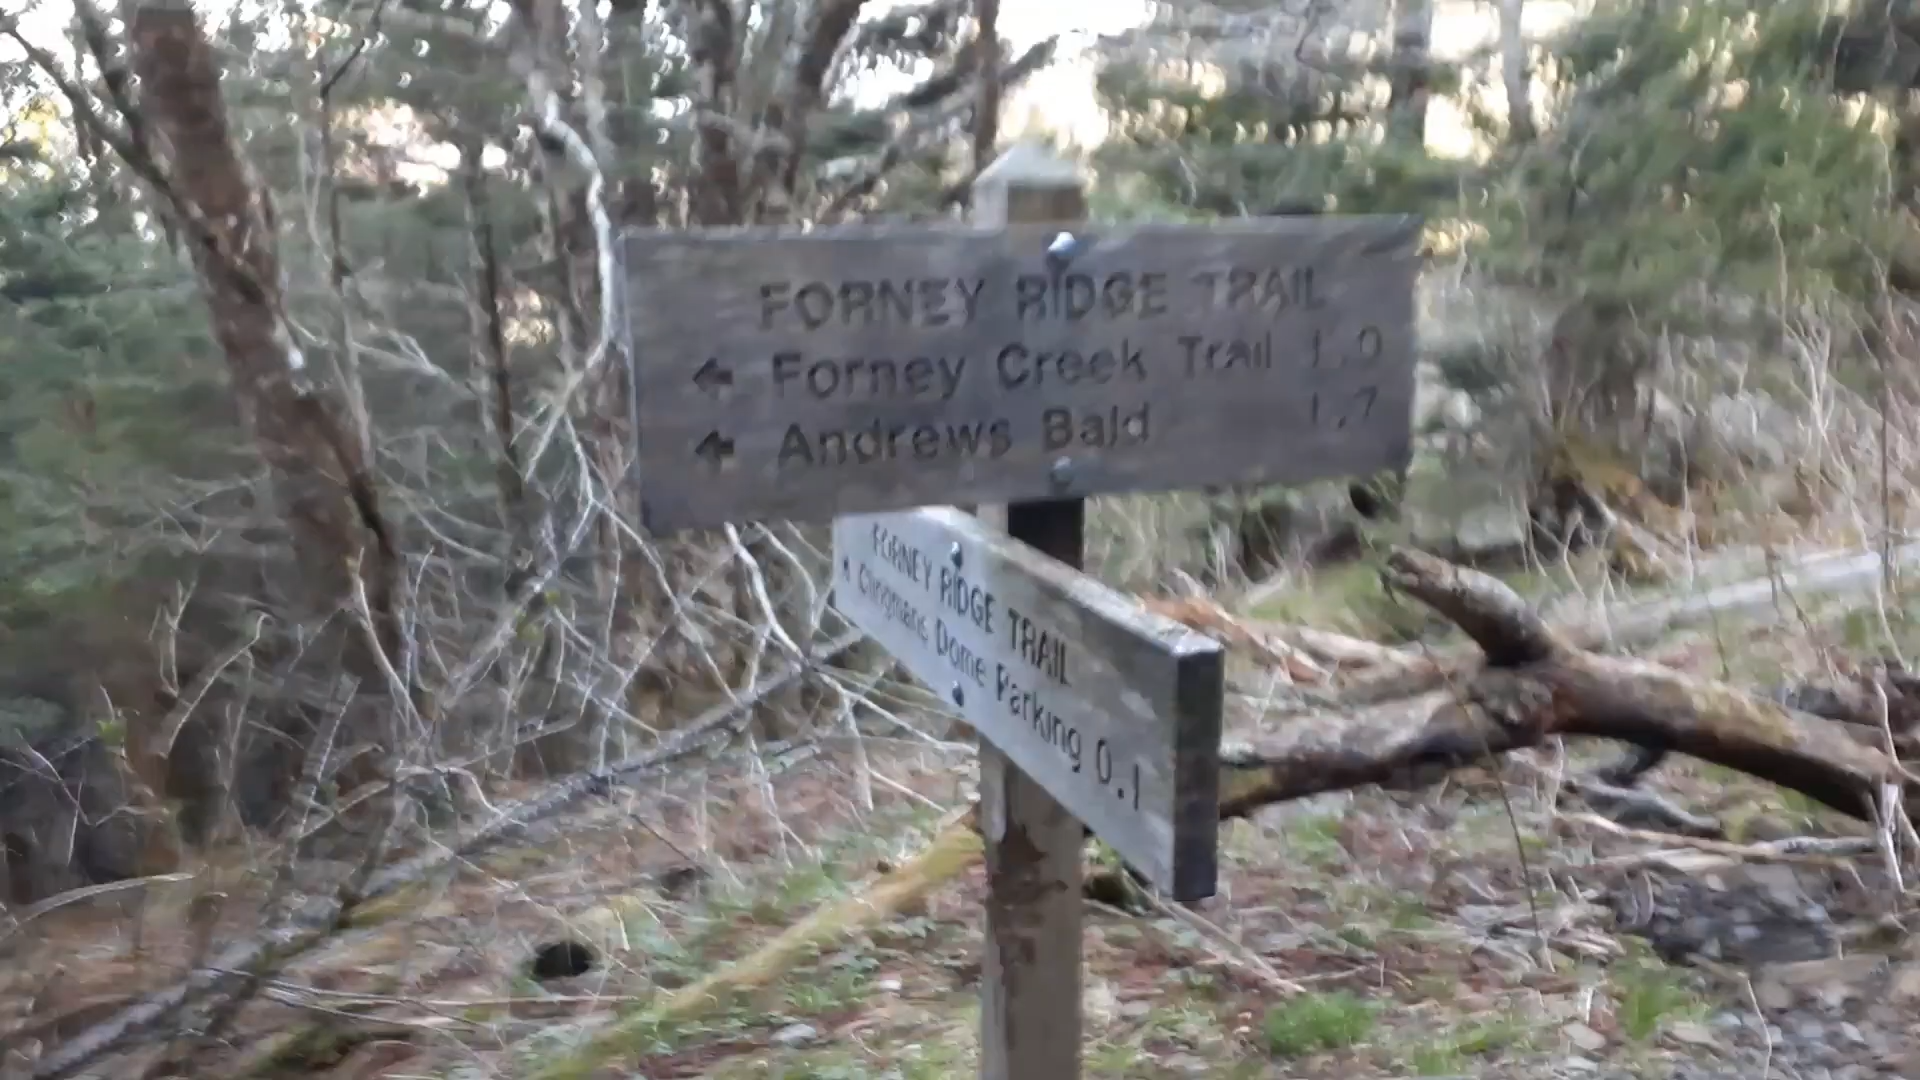 FORNEY RIDGE TRAIL
← Forney Creek Trail 1.0
← Andrews Bald 1.7
FORNEY RIDGE TRAIL
Clingmans Dome Parking 0.1